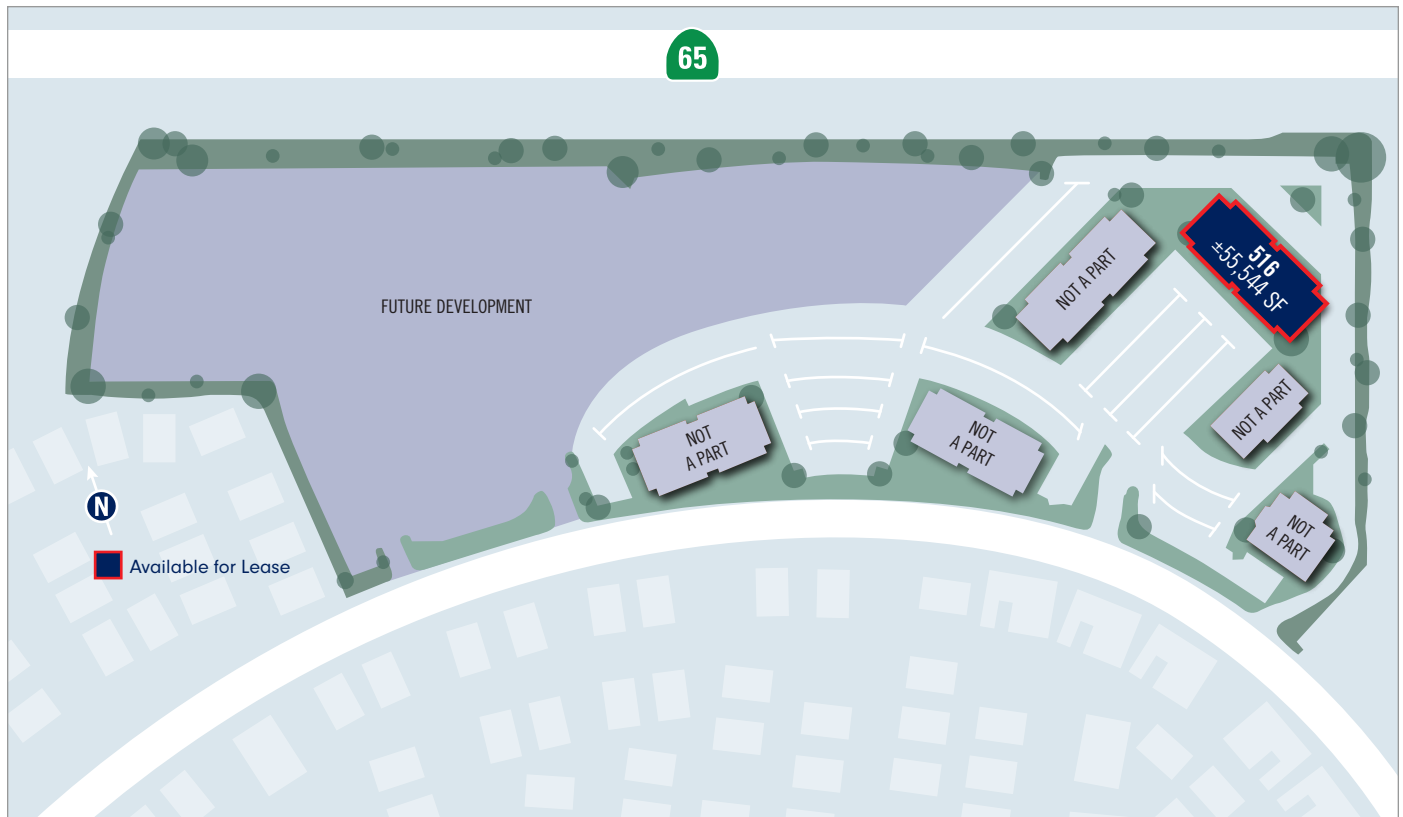 65
516
±55,544 SF
NOT A PART
FUTURE DEVELOPMENT
NOT A PART
NOT
A PART
NOT
A PART
NOT
A PART
N
Available for Lease